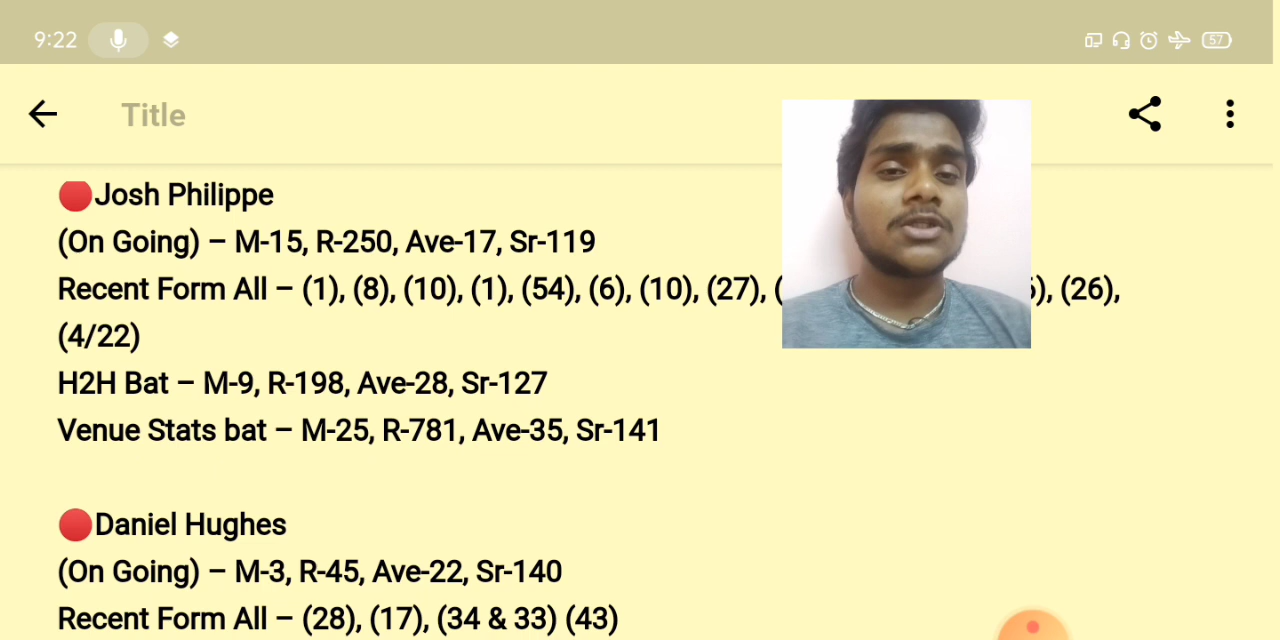 9:22
57
Title
Josh Philippe
(On Going) – M-15, R-250, Ave-17, Sr-119
Recent Form All – (1), (8), (10), (1), (54), (6), (10), (27), ( ), (26),
(4/22)
H2H Bat – M-9, R-198, Ave-28, Sr-127
Venue Stats bat – M-25, R-781, Ave-35, Sr-141
Daniel Hughes
(On Going) – M-3, R-45, Ave-22, Sr-140
Recent Form All – (28), (17), (34 & 33) (43)